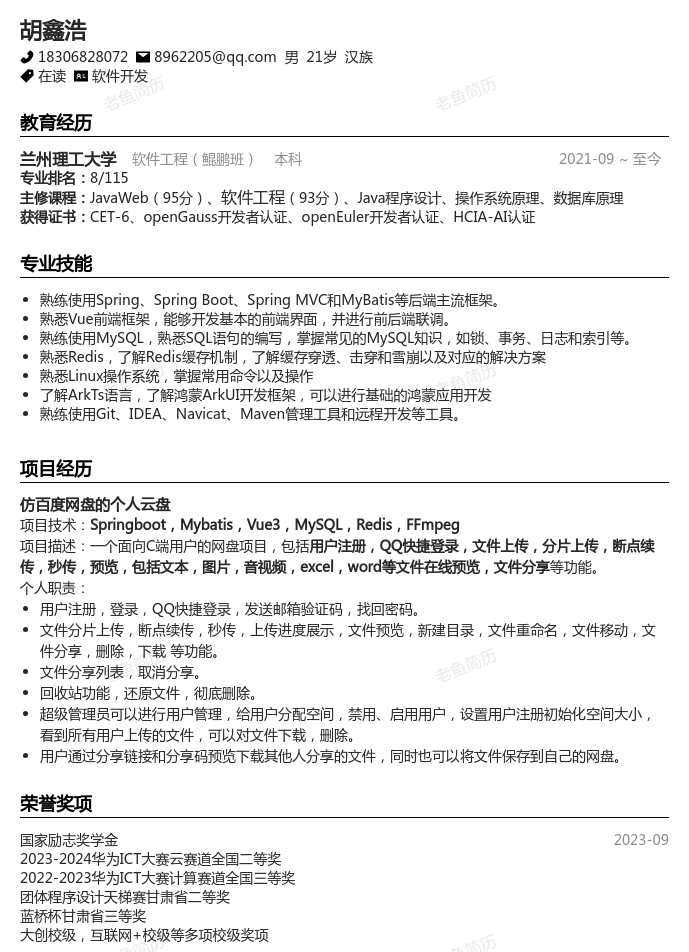 胡鑫浩
18306828072 8962205@qq.com 男 21岁 汉族
在读 软件开发
老鱼简历 老鱼简历
教育经历
兰州理工大学 软件工程（鲲鹏班） 本科 2021-09 ~ 至今
专业排名：8/115
主修课程：JavaWeb（95分）、软件工程（93分）、Java程序设计、操作系统原理、数据库原理
获得证书：CET-6、openGauss开发者认证、openEuler开发者认证、HCIA-AI认证
专业技能
• 熟练使用Spring、Spring Boot、Spring MVC和MyBatis等后端主流框架。
• 熟悉Vue前端框架，能够开发基本的前端界面，并进行前后端联调。
• 熟练使用MySQL，熟悉SQL语句的编写，掌握常见的MySQL知识，如锁、事务、日志和索引等。
• 熟悉Redis，了解Redis缓存机制，了解缓存穿透、击穿和雪崩以及对应的解决方案
• 熟悉Linux操作系统，掌握常用命令以及操作
老鱼简历 老鱼简历
• 了解ArkTs语言，了解鸿蒙ArkUI开发框架，可以进行基础的鸿蒙应用开发
• 熟练使用Git、IDEA、Navicat、Maven管理工具和远程开发等工具。
项目经历
仿百度网盘的个人云盘
项目技术：Springboot，Mybatis，Vue3，MySQL，Redis，FFmpeg
项目描述：一个面向C端用户的网盘项目，包括用户注册，QQ快捷登录，文件上传，分片上传，断点续
传，秒传，预览，包括文本，图片，音视频，excel，word等文件在线预览，文件分享等功能。
个人职责：
• 用户注册，登录，QQ快捷登录，发送邮箱验证码，找回密码。
• 文件分片上传，断点续传，秒传，上传进度展示，文件预览，新建目录，文件重命名，文件移动，文
件分享，删除，下载 等功能。
老鱼简历 老鱼简历
• 文件分享列表，取消分享。
• 回收站功能，还原文件，彻底删除。
• 超级管理员可以进行用户管理，给用户分配空间，禁用、启用用户，设置用户注册初始化空间大小，
看到所有用户上传的文件，可以对文件下载，删除。
• 用户通过分享链接和分享码预览下载其他人分享的文件，同时也可以将文件保存到自己的网盘。
荣誉奖项
国家励志奖学金 2023-09
2023-2024华为ICT大赛云赛道全国二等奖
2022-2023华为ICT大赛计算赛道全国三等奖
团体程序设计天梯赛甘肃省二等奖
蓝桥杯甘肃省三等奖
大创校级，互联网+校级等多项校级奖项
老鱼简历 老鱼简历